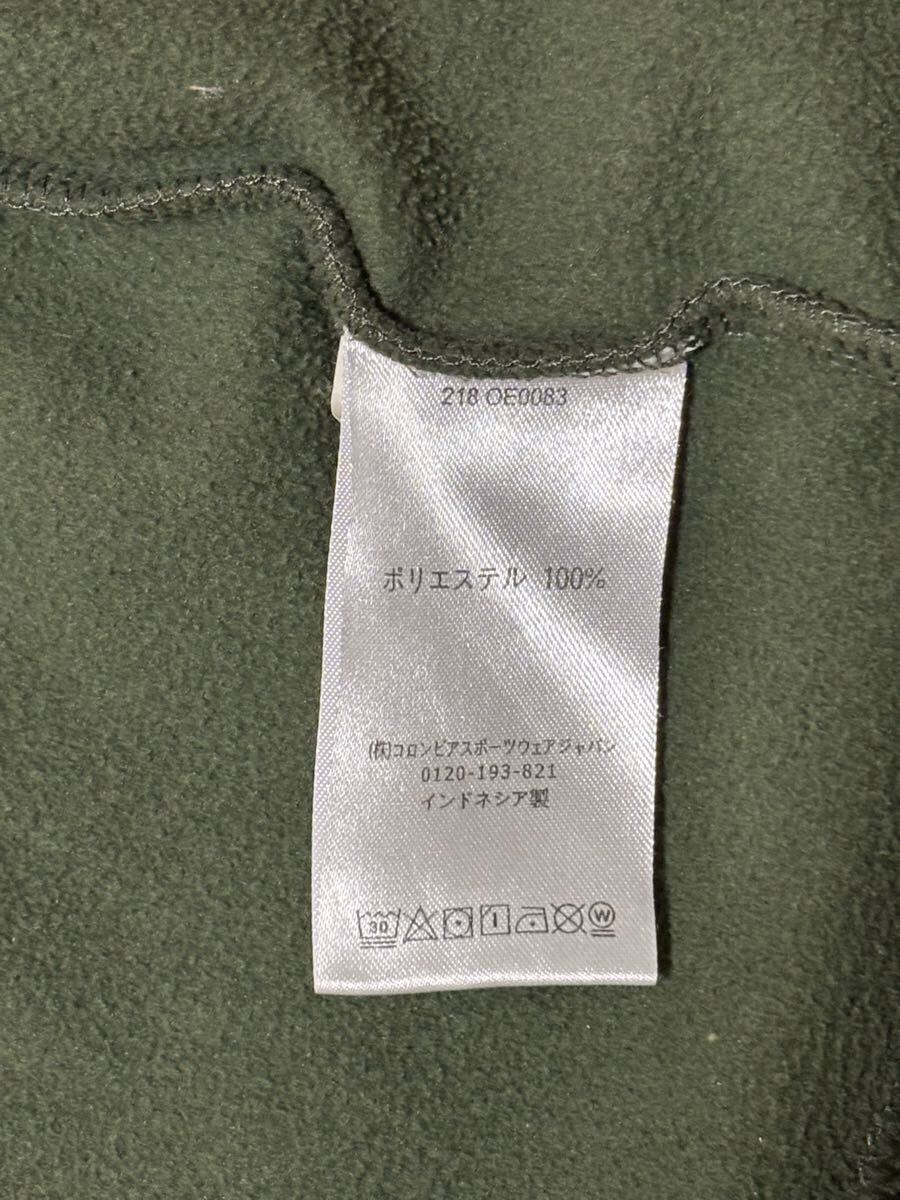 218 OE0083
ポリエステル 100%
(株)コロンビアスポーツウェアジャパン
0120-193-821
インドネシア製
30
W